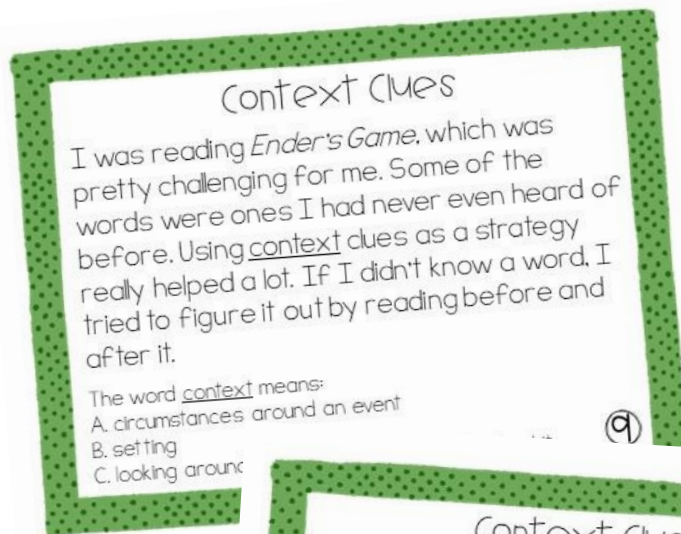 Context Clues
I was reading Ender's Game, which was
pretty challenging for me. Some of the
words were ones I had never even heard of
before. Using context clues as a strategy
really helped a lot. If I didn't know a word, I
tried to figure it out by reading before and
after it.
The word context means:
A. circumstances around an event
B. setting
C. looking
9
Context